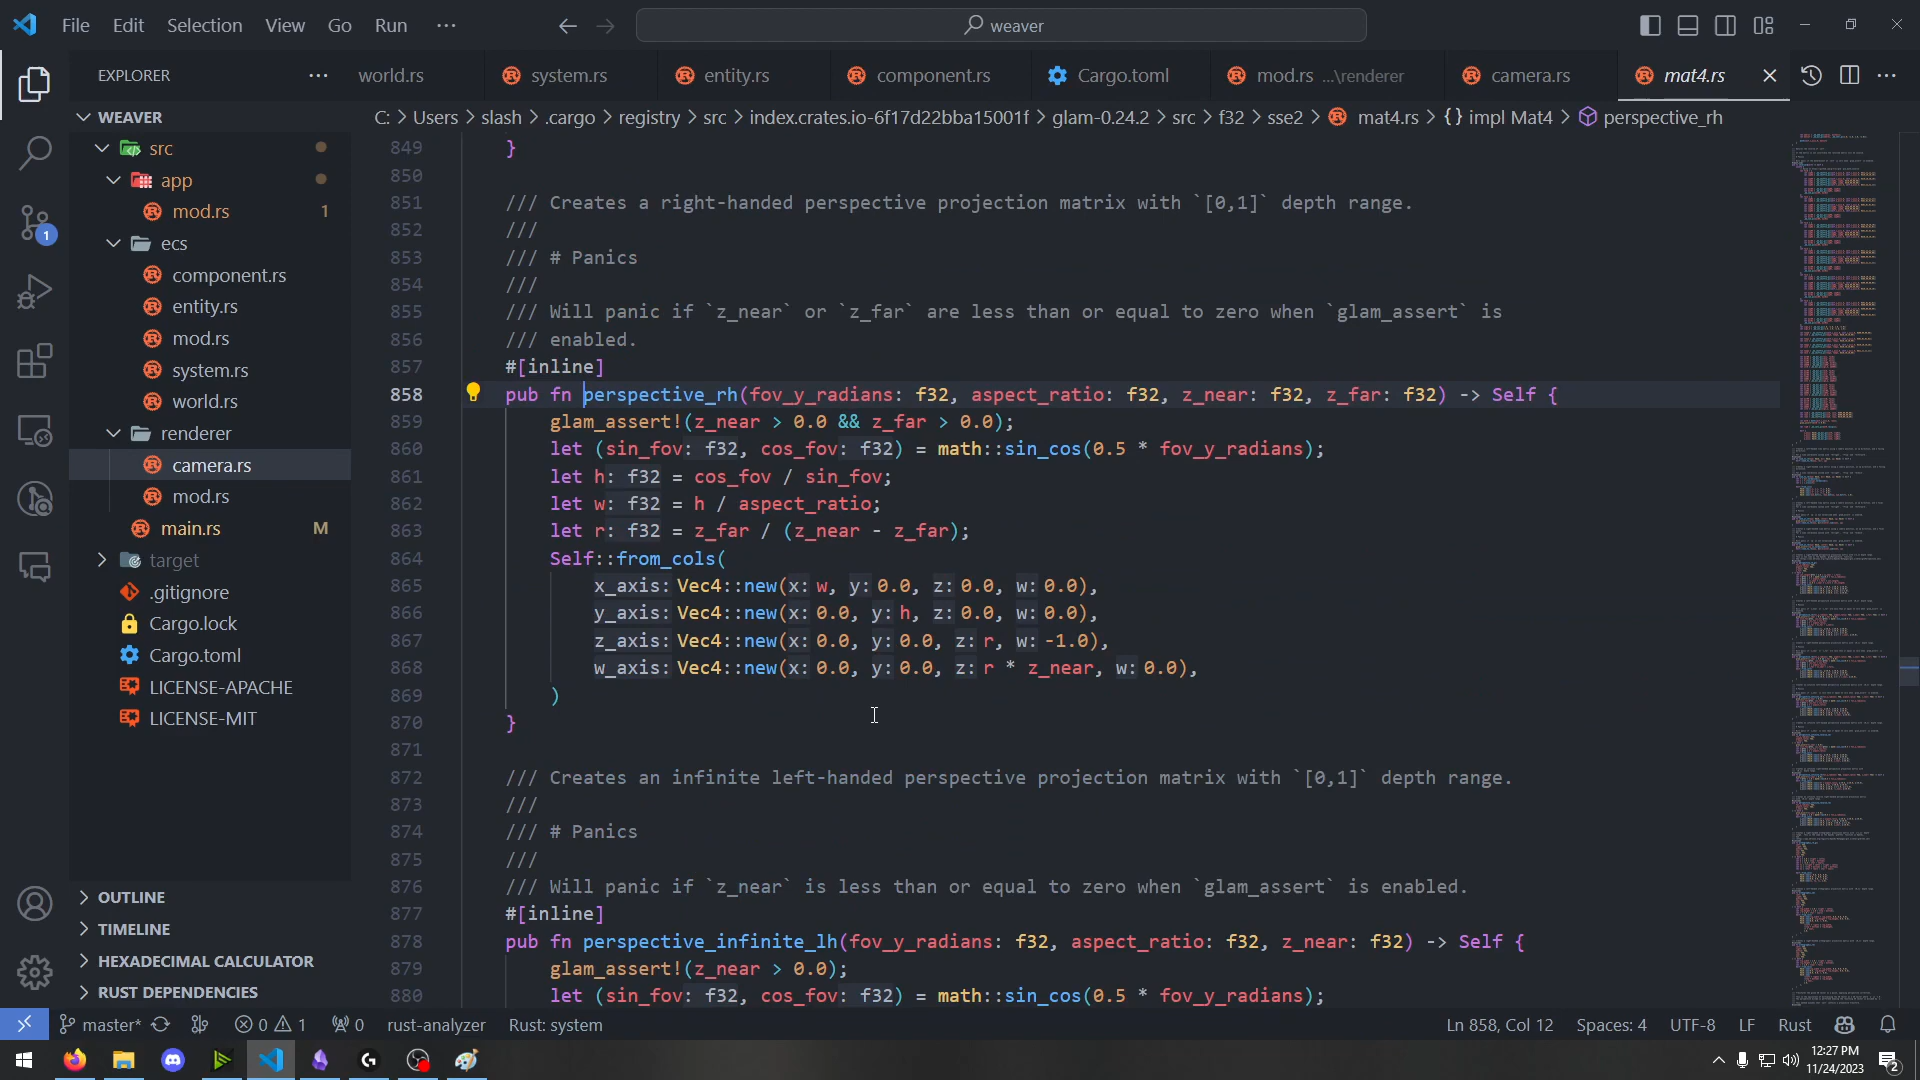 File Edit Selection View Go Run ···
weaver
EXPLORER ···
world.rs system.rs entity.rs component.rs Cargo.toml mod.rs ...\renderer camera.rs mat4.rs
C: > Users > slash > .cargo > registry > src > index.crates.io-6f17d22bba15001f > glam-0.24.2 > src > f32 > sse2 > mat4.rs > {} impl Mat4 > perspective_rh
WEAVER
src
app
mod.rs 1
ecs
component.rs
entity.rs
mod.rs
system.rs
world.rs
renderer
camera.rs
mod.rs
main.rs M
target
.gitignore
Cargo.lock
Cargo.toml
LICENSE-APACHE
LICENSE-MIT
OUTLINE
TIMELINE
HEXADECIMAL CALCULATOR
RUST DEPENDENCIES
1
849 }
850
851 /// Creates a right-handed perspective projection matrix with `[0,1]` depth range.
852 ///
853 /// # Panics
854 ///
855 /// Will panic if `z_near` or `z_far` are less than or equal to zero when `glam_assert` is
856 /// enabled.
857 #[inline]
858 pub fn perspective_rh(fov_y_radians: f32, aspect_ratio: f32, z_near: f32, z_far: f32) -> Self {
859 glam_assert!(z_near > 0.0 && z_far > 0.0);
860 let (sin_fov: f32, cos_fov: f32) = math::sin_cos(0.5 * fov_y_radians);
861 let h: f32 = cos_fov / sin_fov;
862 let w: f32 = h / aspect_ratio;
863 let r: f32 = z_far / (z_near - z_far);
864 Self::from_cols(
865 x_axis: Vec4::new(x: w, y: 0.0, z: 0.0, w: 0.0),
866 y_axis: Vec4::new(x: 0.0, y: h, z: 0.0, w: 0.0),
867 z_axis: Vec4::new(x: 0.0, y: 0.0, z: r, w: -1.0),
868 w_axis: Vec4::new(x: 0.0, y: 0.0, z: r * z_near, w: 0.0),
869 )
870 }
871
872 /// Creates an infinite left-handed perspective projection matrix with `[0,1]` depth range.
873 ///
874 /// # Panics
875 ///
876 /// Will panic if `z_near` is less than or equal to zero when `glam_assert` is enabled.
877 #[inline]
878 pub fn perspective_infinite_lh(fov_y_radians: f32, aspect_ratio: f32, z_near: f32) -> Self {
879 glam_assert!(z_near > 0.0);
880 let (sin_fov: f32, cos_fov: f32) = math::sin_cos(0.5 * fov_y_radians);
master* 0 1 0 rust-analyzer Rust: system Ln 858, Col 12 Spaces: 4 UTF-8 LF Rust
12:27 PM
11/24/2023
2